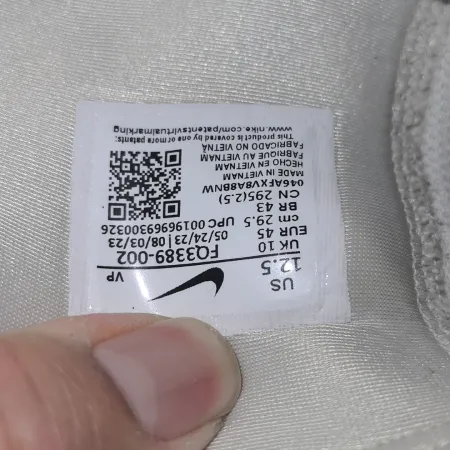 US
12.5 VP
UK 10 FQ3389-002
EUR 45 05/24/23 | 08/03/23
cm 29.5 UPC 00196969300326
BR 43
CN 295(2.5)
046AFXV8A8BNW
MADE IN VIETNAM
HECHO EN VIETNAM
FABRIQUE AU VIETNAM
FABRICADO NO VIETNÃ
This product is covered by one or more patents:
www.nike.com/patentsvirtualmarking